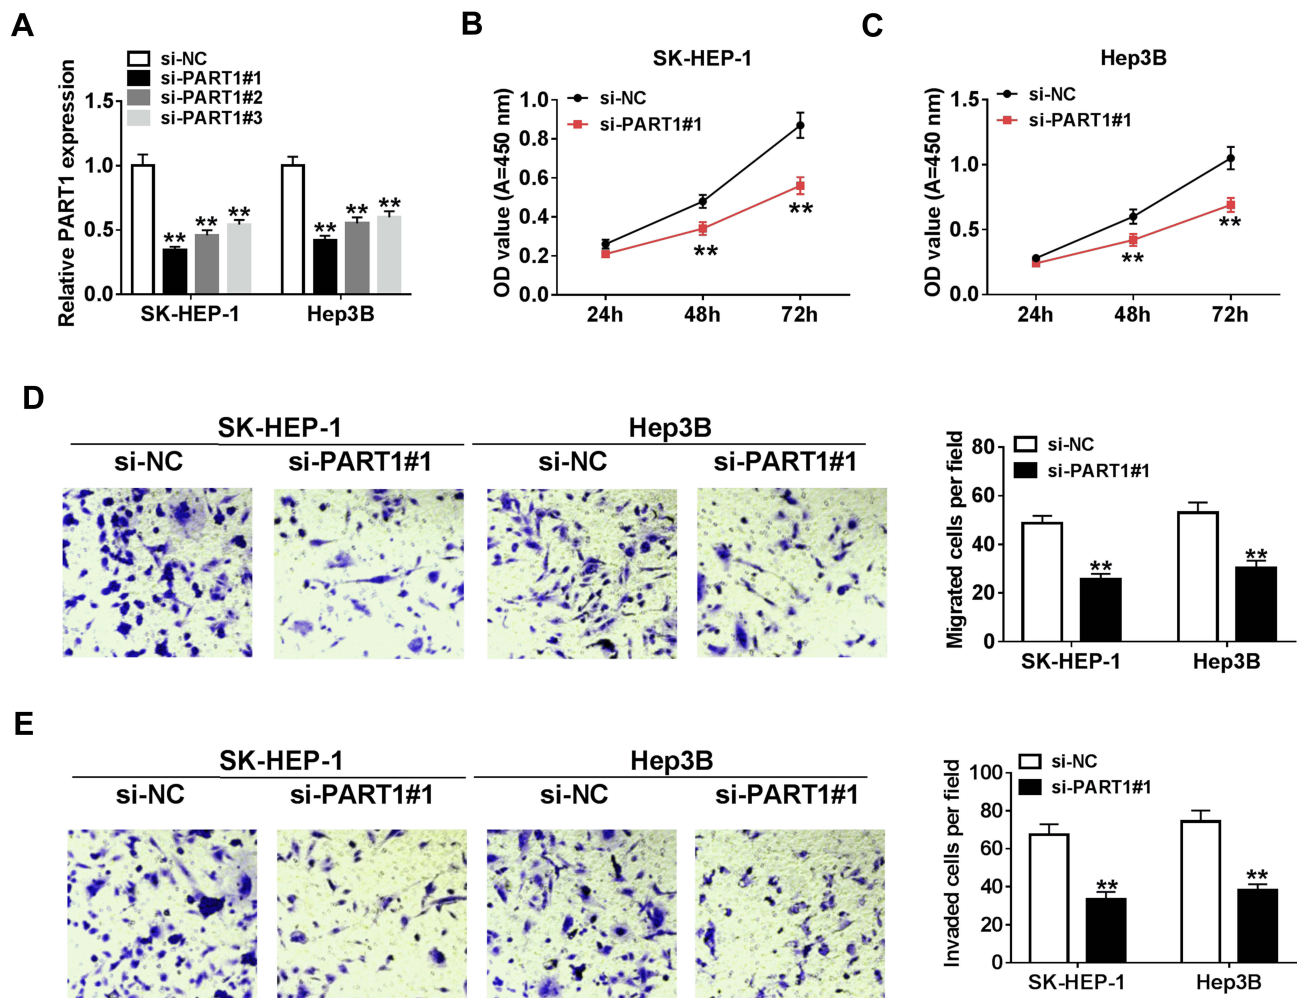 A
si-NC
si-PART1#1
si-PART1#2
si-PART1#3
Relative PART1 expression
1.5
1.0
0.5
0.0
** ** **
** ** **
SK-HEP-1
Hep3B
B
SK-HEP-1
si-NC
si-PART1#1
OD value (A=450 nm)
1.0
0.8
0.6
0.4
0.2
0.0
**
**
24h
48h
72h
C
Hep3B
si-NC
si-PART1#1
OD value (A=450 nm)
1.5
1.0
0.5
0.0
**
**
24h
48h
72h
D
SK-HEP-1
Hep3B
si-NC
si-PART1#1
si-NC
si-PART1#1
Migrated cells per field
80
60
40
20
0
si-NC
si-PART1#1
**
**
SK-HEP-1
Hep3B
E
SK-HEP-1
Hep3B
si-NC
si-PART1#1
si-NC
si-PART1#1
Invaded cells per field
100
80
60
40
20
0
si-NC
si-PART1#1
**
**
SK-HEP-1
Hep3B